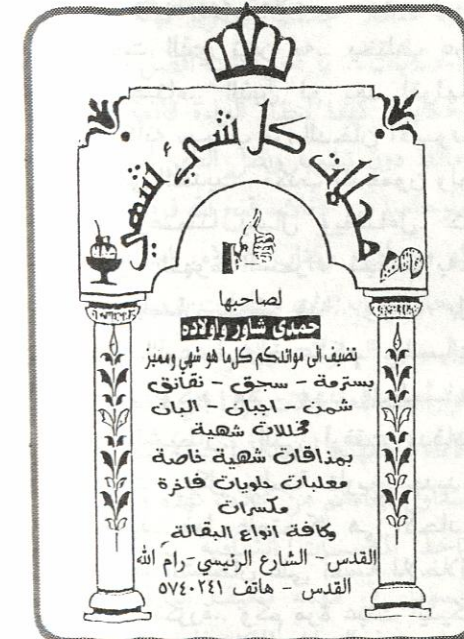 محلات كل شيء شهي
لصاحبها
حمدي شاور واولاده
تضيف الى موائدكم كل ما هو شهي ومميز
بسترمة - سجق - نقانق
شمن - اجبان - البان
مخللات شهية
بمذاقات شهية خاصة
معلبات حلويات فاخرة
مكسرات
وكافة انواع البقالة
القدس - الشارع الرئيسي - رام الله
القدس - هاتف ٥٧٤٠٢٤١